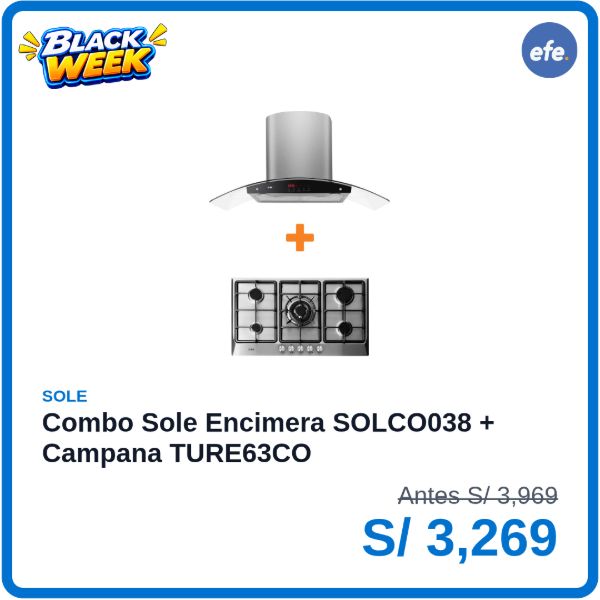 BLACK
WEEK
efe.
SOLE
Combo Sole Encimera SOLCO038 +
Campana TURE63CO
Antes S/ 3,969
S/ 3,269